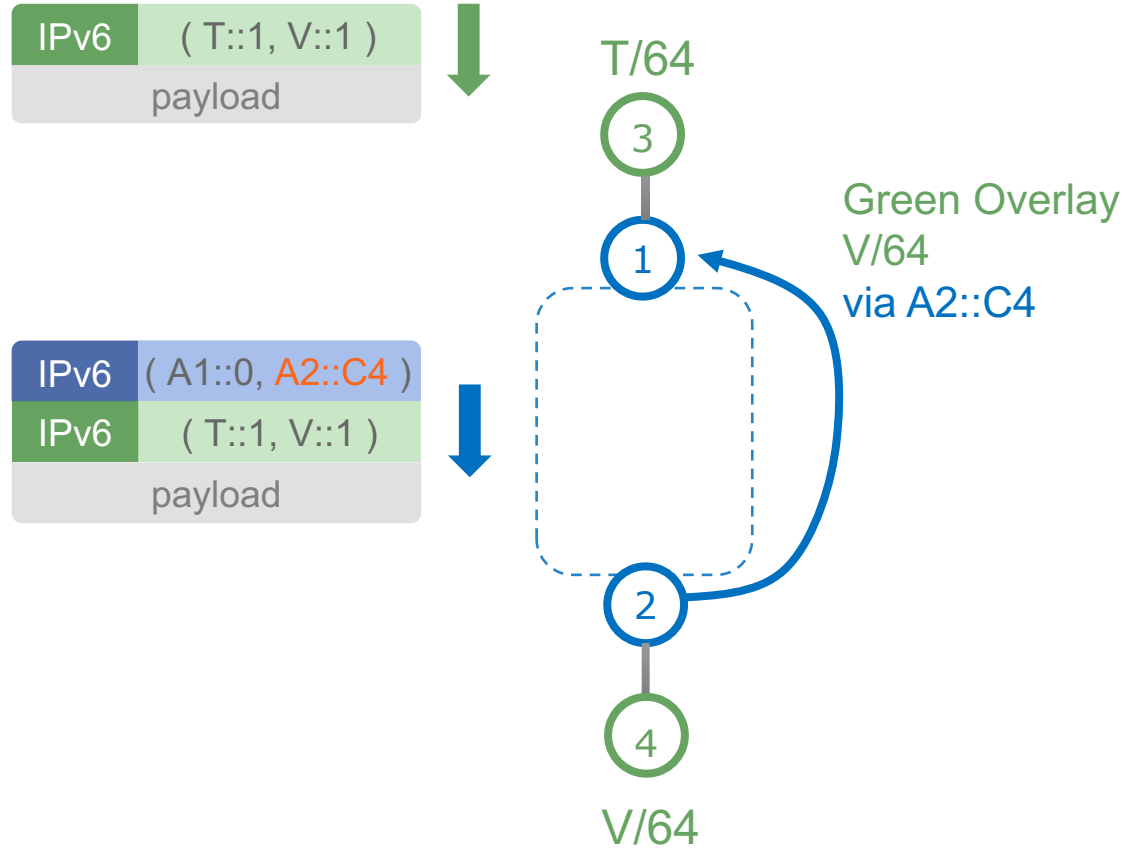 IPv6 ( T::1, V::1 )
payload
T/64
3
1
Green Overlay
V/64
via A2::C4
IPv6 ( A1::0, A2::C4 )
IPv6 ( T::1, V::1 )
payload
2
4
V/64